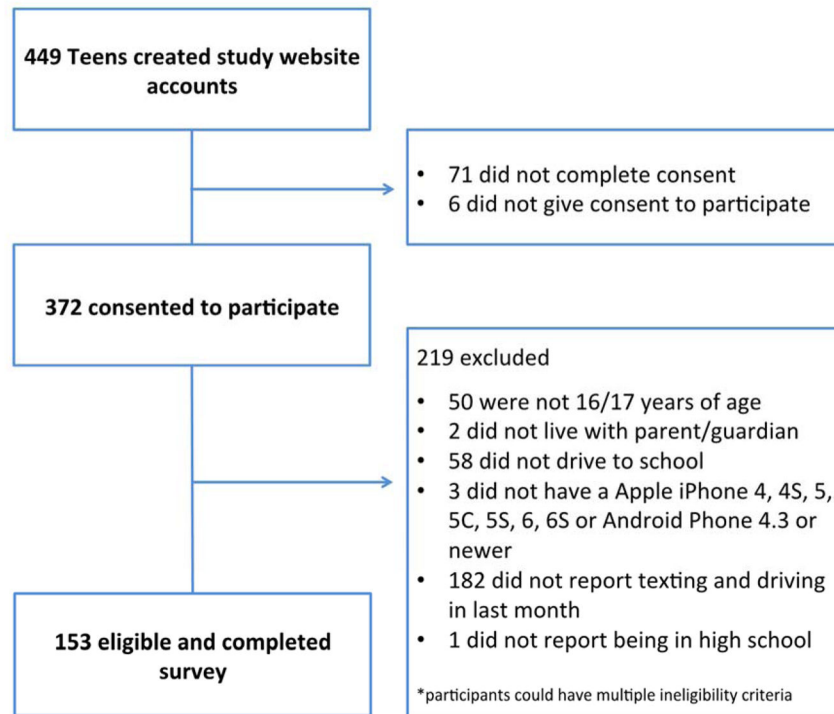 449 Teens created study website
accounts
• 71 did not complete consent
• 6 did not give consent to participate
372 consented to participate
219 excluded
• 50 were not 16/17 years of age
• 2 did not live with parent/guardian
• 58 did not drive to school
• 3 did not have a Apple iPhone 4, 4S, 5,
5C, 5S, 6, 6S or Android Phone 4.3 or
newer
• 182 did not report texting and driving
in last month
• 1 did not report being in high school
*participants could have multiple ineligibility criteria
153 eligible and completed
survey